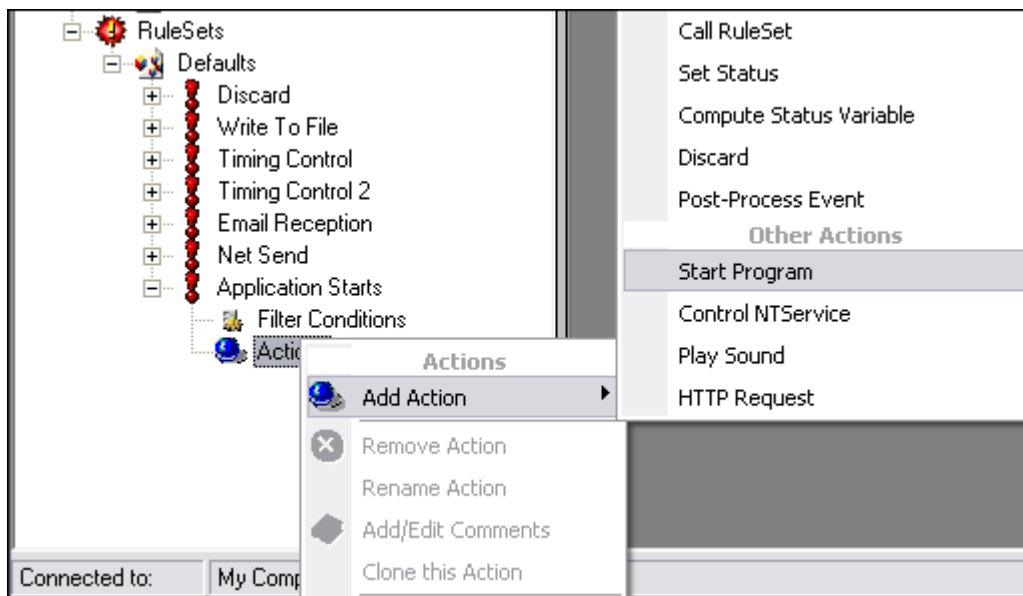 RuleSets
Defaults
Discard
Write To File
Timing Control
Timing Control 2
Email Reception
Net Send
Application Starts
Filter Conditions
Actions
Add Action
Remove Action
Rename Action
Add/Edit Comments
Clone this Action
Call RuleSet
Set Status
Compute Status Variable
Discard
Post-Process Event
Other Actions
Start Program
Control NTService
Play Sound
HTTP Request
Connected to: